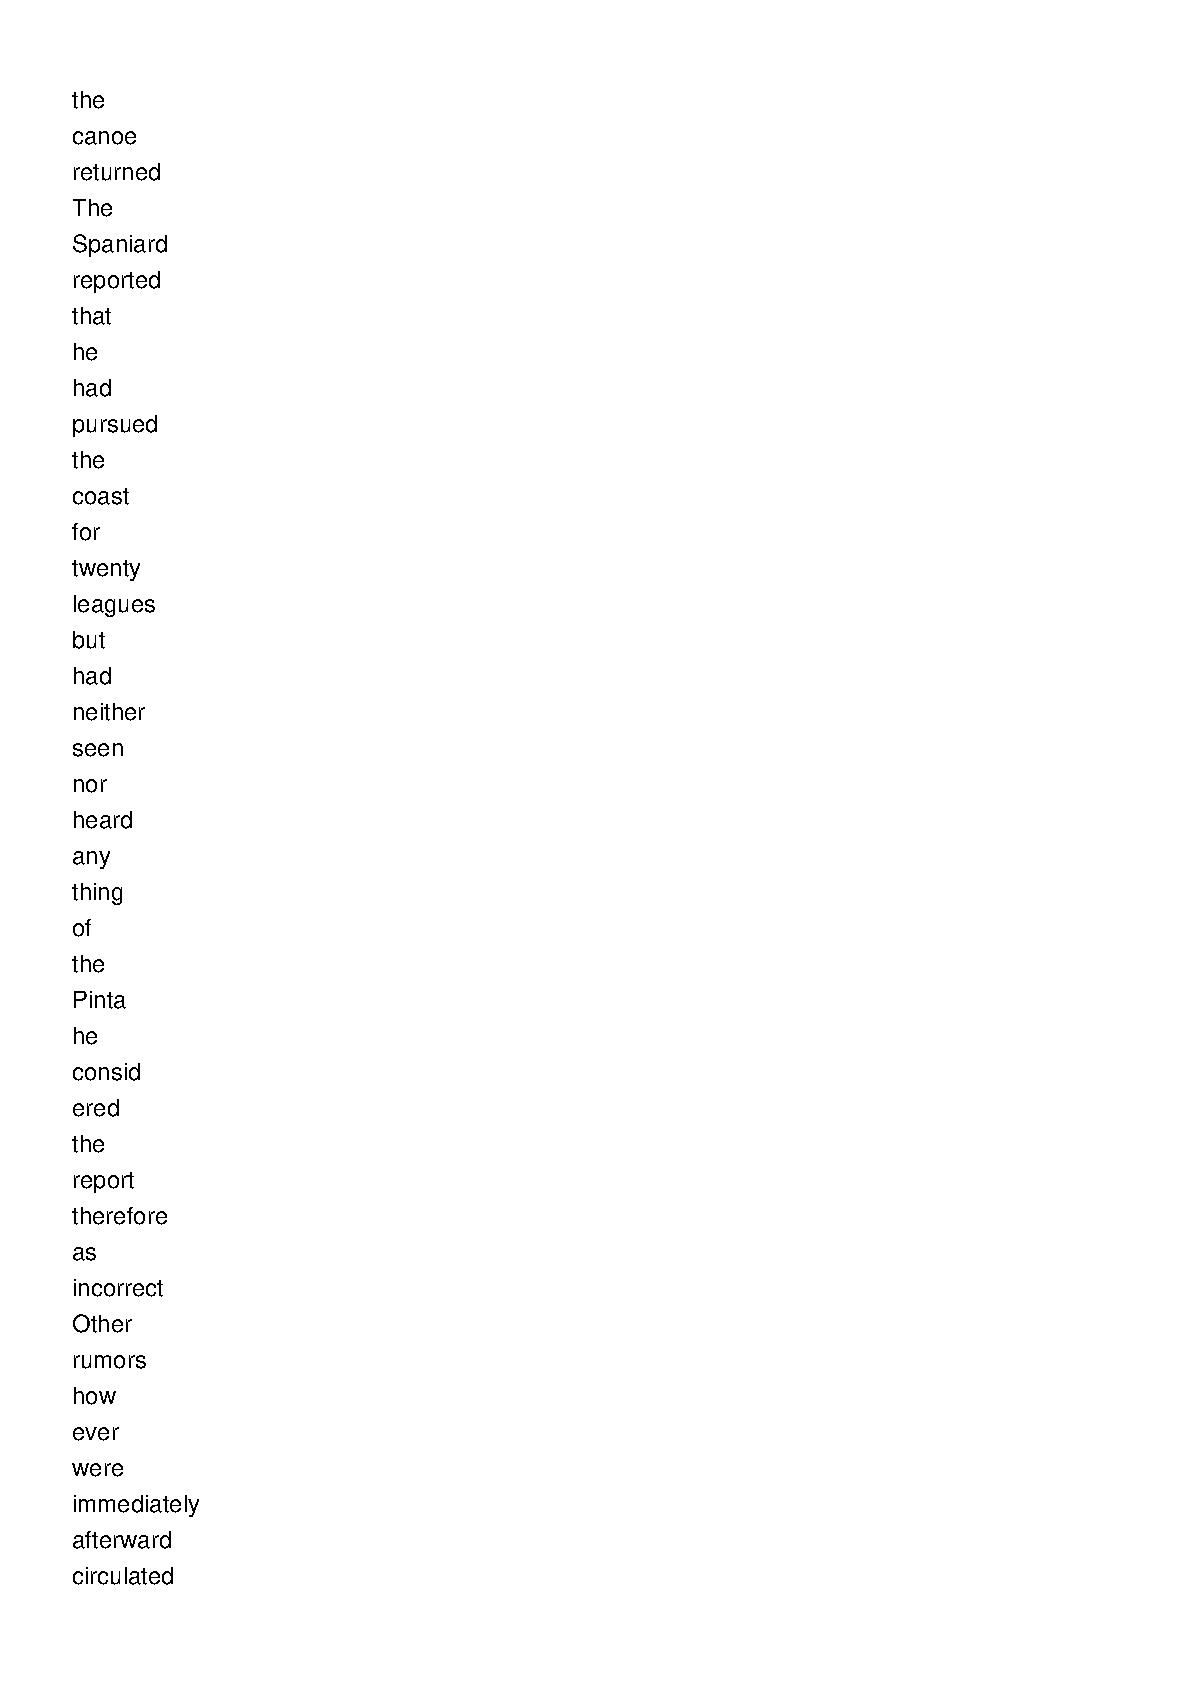 the
canoe
returned
The
Spaniard
reported
that
he
had
pursued
the
coast
for
twenty
leagues
but
had
neither
seen
nor
heard
any
thing
of
the
Pinta
he
consid
ered
the
report
therefore
as
incorrect
Other
rumors
how
ever
were
immediately
afterward
circulated